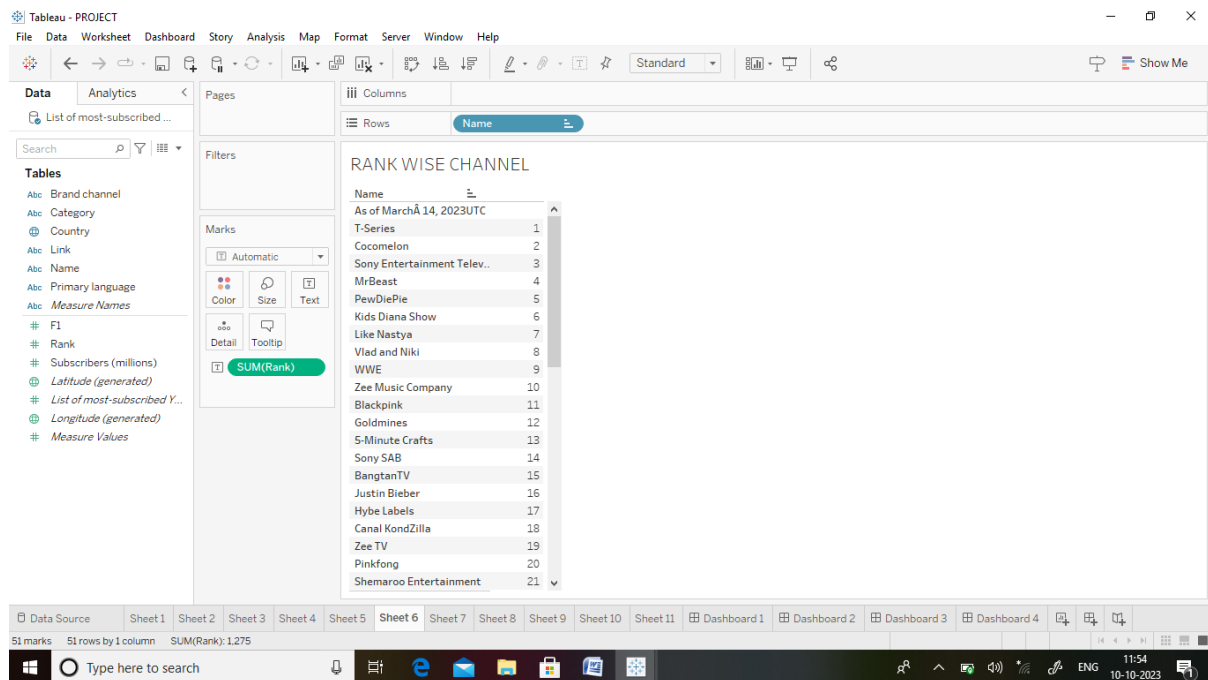 Tableau - PROJECT
File Data Worksheet Dashboard Story Analysis Map Format Server Window Help
Standard
Show Me
Data Analytics
List of most-subscribed ...
Search
Tables
Abc Brand channel
Abc Category
Country
Abc Link
Abc Name
Abc Primary language
Abc Measure Names
# F1
# Rank
# Subscribers (millions)
Latitude (generated)
# List of most-subscribed Y...
Longitude (generated)
# Measure Values
Pages
Filters
Marks
T Automatic
Color Size Text
Detail Tooltip
T SUM(Rank)
Columns
Rows Name
RANK WISE CHANNEL
Name
As of MarchÂ 14, 2023UTC
T-Series 1
Cocomelon 2
Sony Entertainment Telev.. 3
MrBeast 4
PewDiePie 5
Kids Diana Show 6
Like Nastya 7
Vlad and Niki 8
WWE 9
Zee Music Company 10
Blackpink 11
Goldmines 12
5-Minute Crafts 13
Sony SAB 14
BangtanTV 15
Justin Bieber 16
Hybe Labels 17
Canal KondZilla 18
Zee TV 19
Pinkfong 20
Shemaroo Entertainment 21
Data Source Sheet 1 Sheet 2 Sheet 3 Sheet 4 Sheet 5 Sheet 6 Sheet 7 Sheet 8 Sheet 9 Sheet 10 Sheet 11 Dashboard 1 Dashboard 2 Dashboard 3 Dashboard 4
51 marks 51 rows by 1 column SUM(Rank): 1,275
Type here to search
ENG
11:54
10-10-2023
1